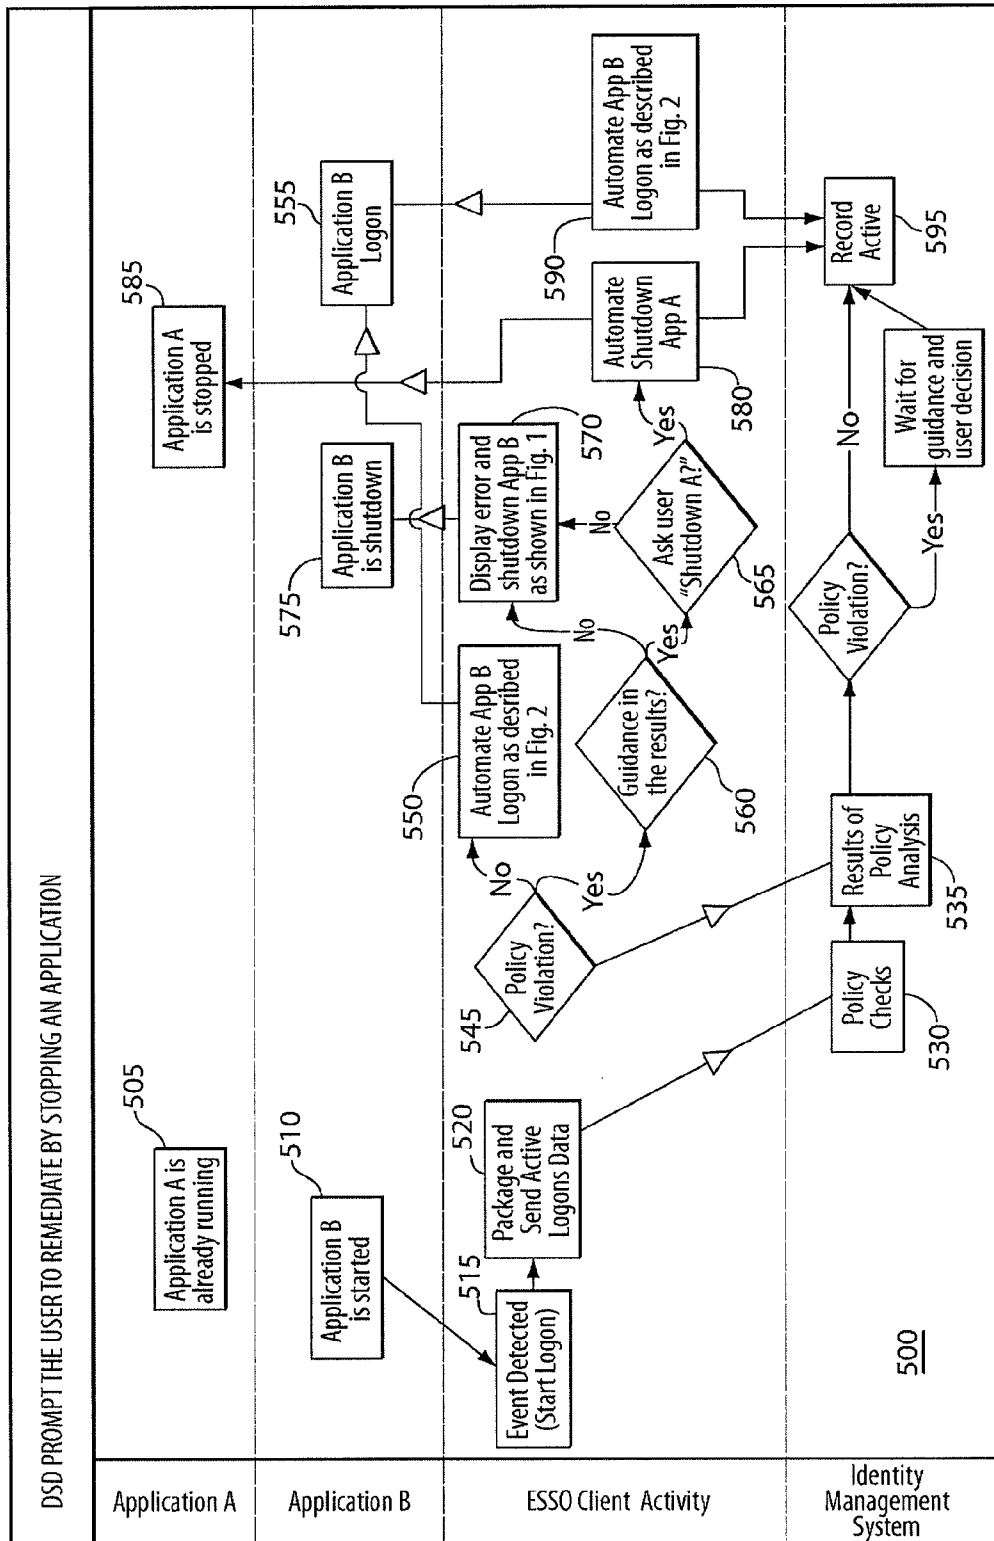 DSD PROMPT THE USER TO REMEDIATE BY STOPPING AN APPLICATION
Application A
505
Application A is
already running
585
Application A
is stopped
Application B
510
Application B
is started
575
Application B
is shutdown
555
Application B
Logon
ESSO Client Activity
515
Event Detected
(Start Logon)
520
Package and
Send Active
Logons Data
545
Policy
Violation?
No
Yes
550
Automate App B
Logon as desribed
in Fig. 2
560
Guidance in
the results?
No
Yes
570
Display error and
shutdown App B
as shown in Fig. 1
565
Ask user
"Shutdown A?"
No
Yes
580
Automate
Shutdown
App A
590
Automate App B
Logon as described
in Fig. 2
Identity
Management
System
500
530
Policy
Checks
535
Results of
Policy
Analysis
Policy
Violation?
No
Yes
Wait for
guidance and
user decision
595
Record
Active